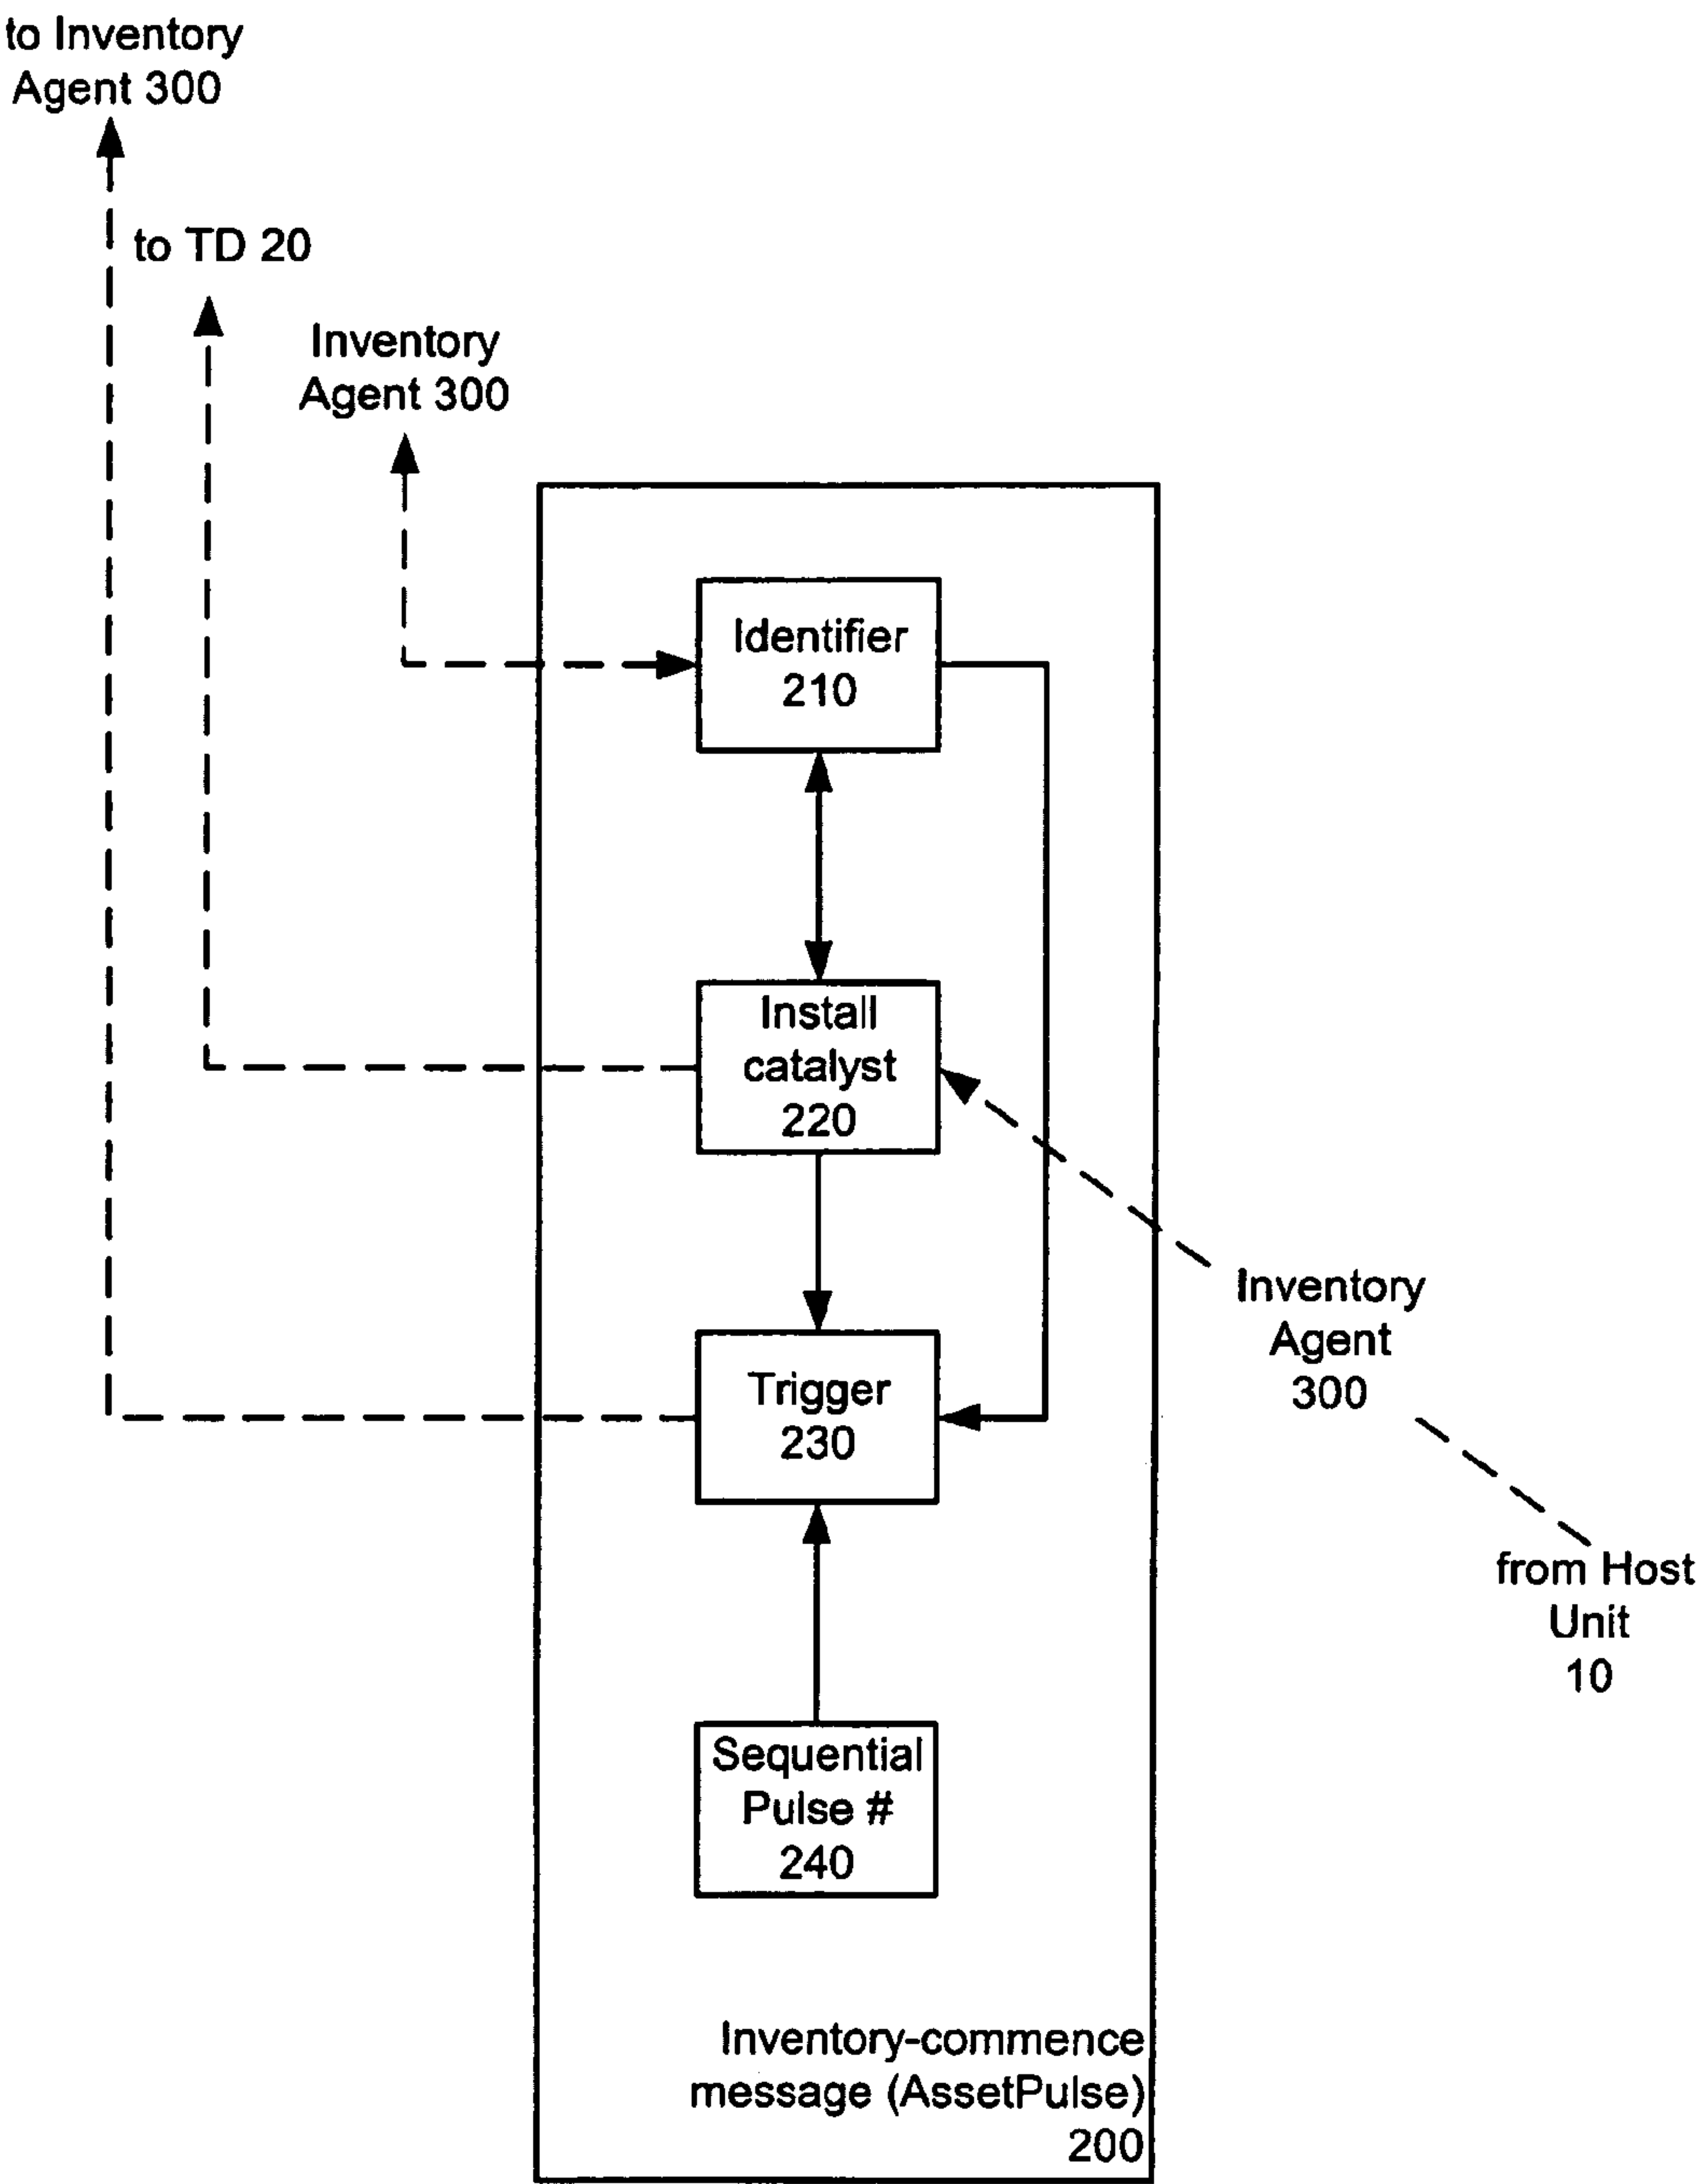 to Inventory
Agent 300
to TD 20
Inventory
Agent 300
Identifier
210
Install
catalyst
220
Inventory
Agent
300
Trigger
230
from Host
Unit
10
Sequential
Pulse #
240
Inventory-commence
message (AssetPulse)
200